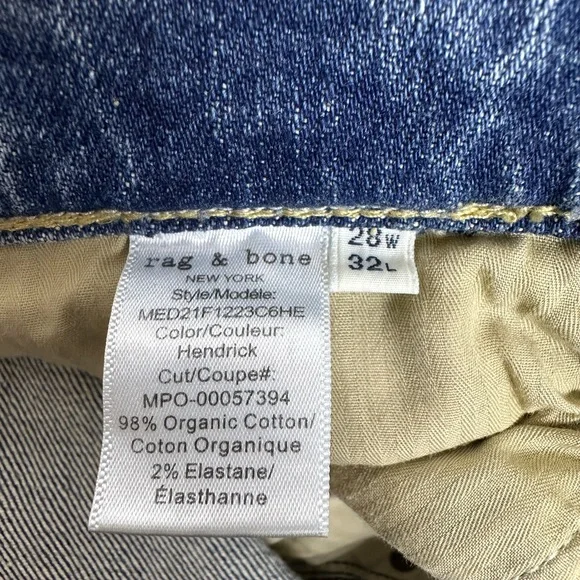 rag & bone
NEW YORK
Style/Modéle:
MED21F1223C6HE
Color/Couleur:
Hendrick
Cut/Coupe#:
MPO-00057394
98% Organic Cotton/
Coton Organique
2% Elastane/
Élasthanne
28W
32L